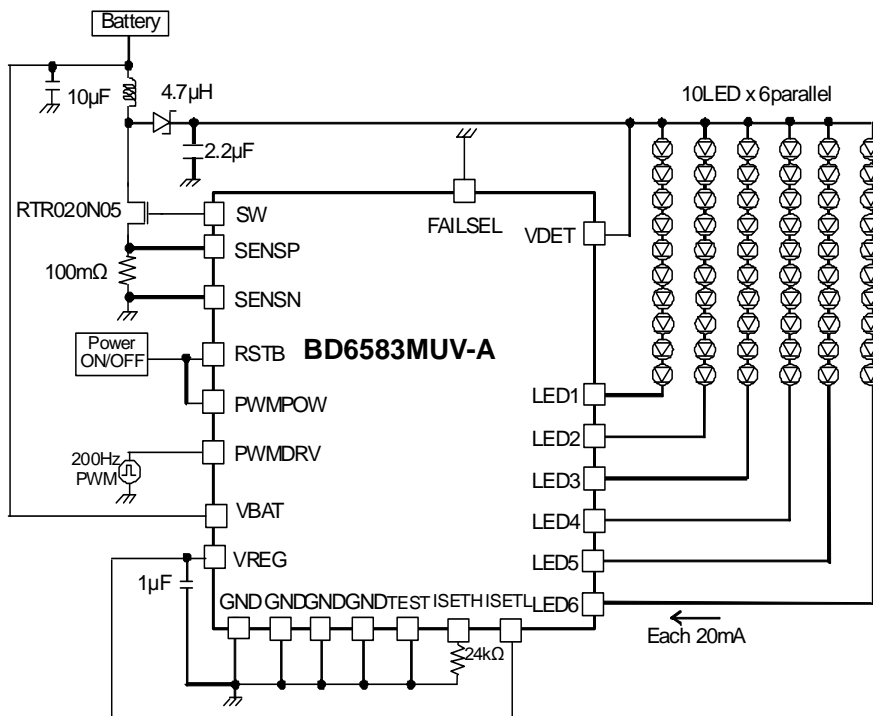 Battery
10µF
4.7µH
10LED x 6parallel
2.2µF
RTR020N05
SW
FAILSEL
VDET
SENSP
100mΩ
SENSN
BD6583MUV-A
Power
ON/OFF
RSTB
PWMPOW
LED1
LED2
200Hz
PWM
PWMDRV
LED3
VBAT
LED4
VREG
LED5
1µF
GND GND GND GND TEST ISETH ISETL
LED6
24kΩ
Each 20mA